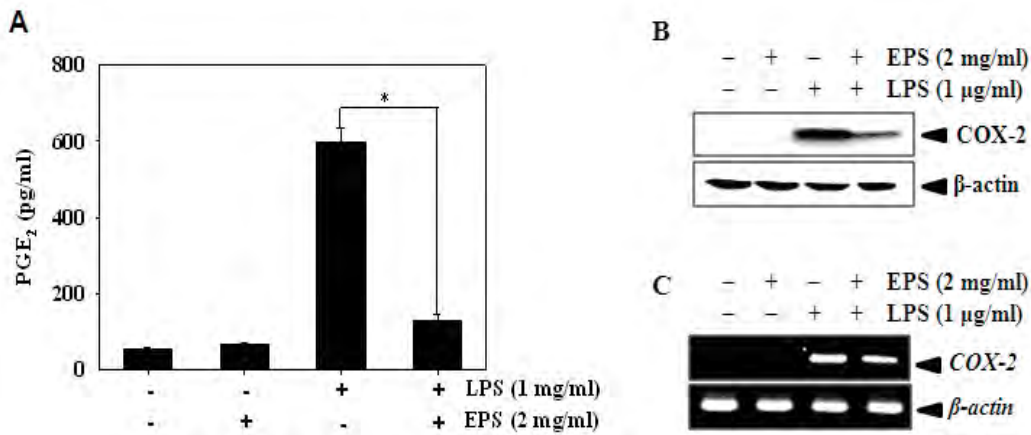 A
PGE₂ (pg/ml)
800
600
400
200
0
*
- - + + LPS (1 mg/ml)
- + - + EPS (2 mg/ml)
B
– + – + EPS (2 mg/ml)
– – + + LPS (1 μg/ml)
COX-2
β-actin
C
– + – + EPS (2 mg/ml)
– – + + LPS (1 μg/ml)
COX-2
β-actin